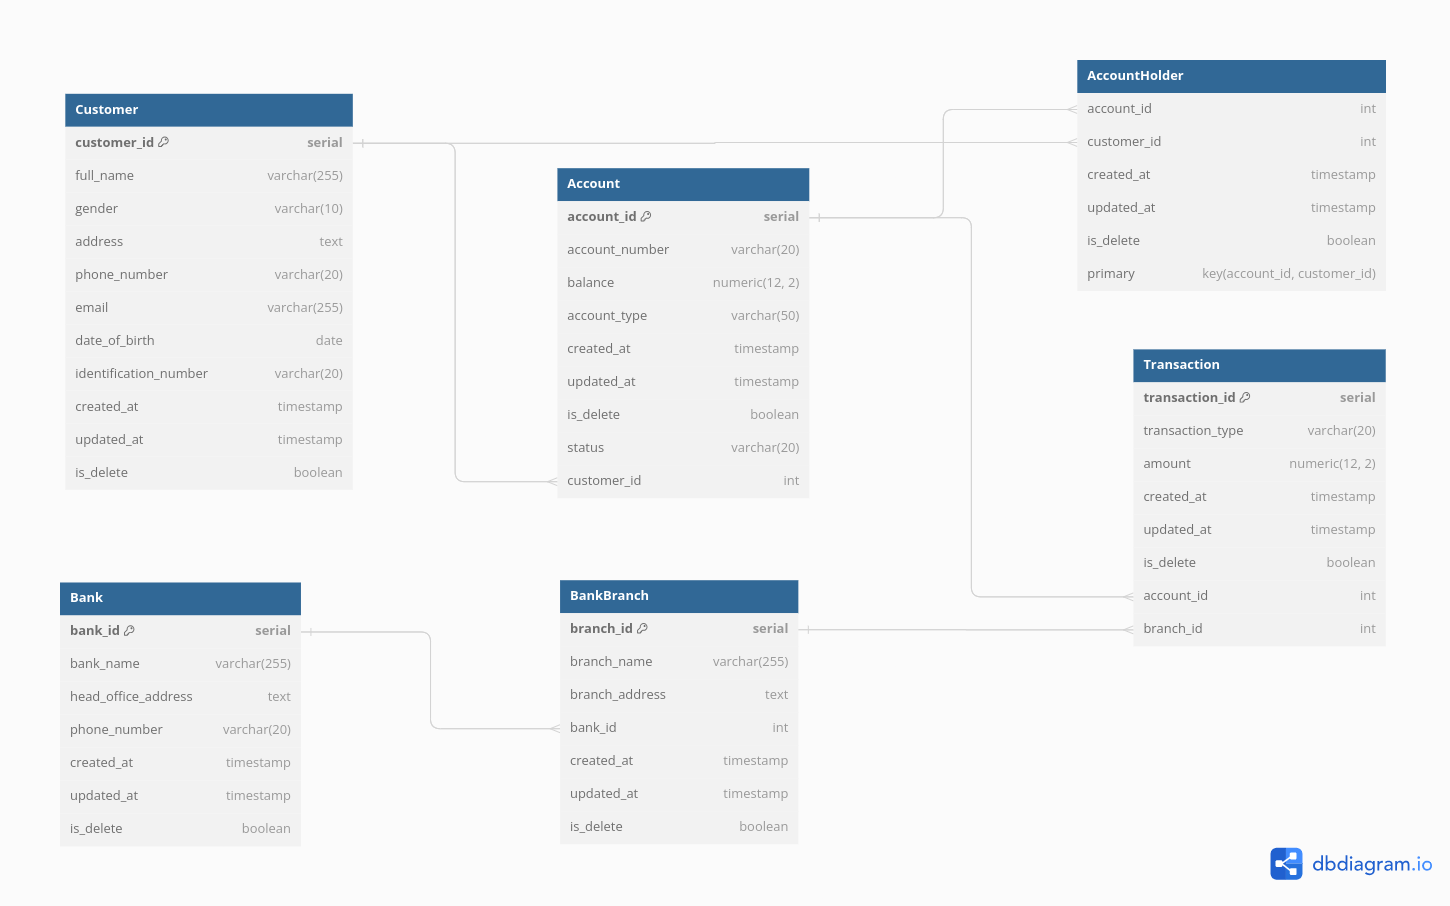 Customer
customer_id serial
full_name varchar(255)
gender varchar(10)
address text
phone_number varchar(20)
email varchar(255)
date_of_birth date
identification_number varchar(20)
created_at timestamp
updated_at timestamp
is_delete boolean
Account
account_id serial
account_number varchar(20)
balance numeric(12, 2)
account_type varchar(50)
created_at timestamp
updated_at timestamp
is_delete boolean
status varchar(20)
customer_id int
AccountHolder
account_id int
customer_id int
created_at timestamp
updated_at timestamp
is_delete boolean
primary key(account_id, customer_id)
Transaction
transaction_id serial
transaction_type varchar(20)
amount numeric(12, 2)
created_at timestamp
updated_at timestamp
is_delete boolean
account_id int
branch_id int
Bank
bank_id serial
bank_name varchar(255)
head_office_address text
phone_number varchar(20)
created_at timestamp
updated_at timestamp
is_delete boolean
BankBranch
branch_id serial
branch_name varchar(255)
branch_address text
bank_id int
created_at timestamp
updated_at timestamp
is_delete boolean
dbdiagram.io